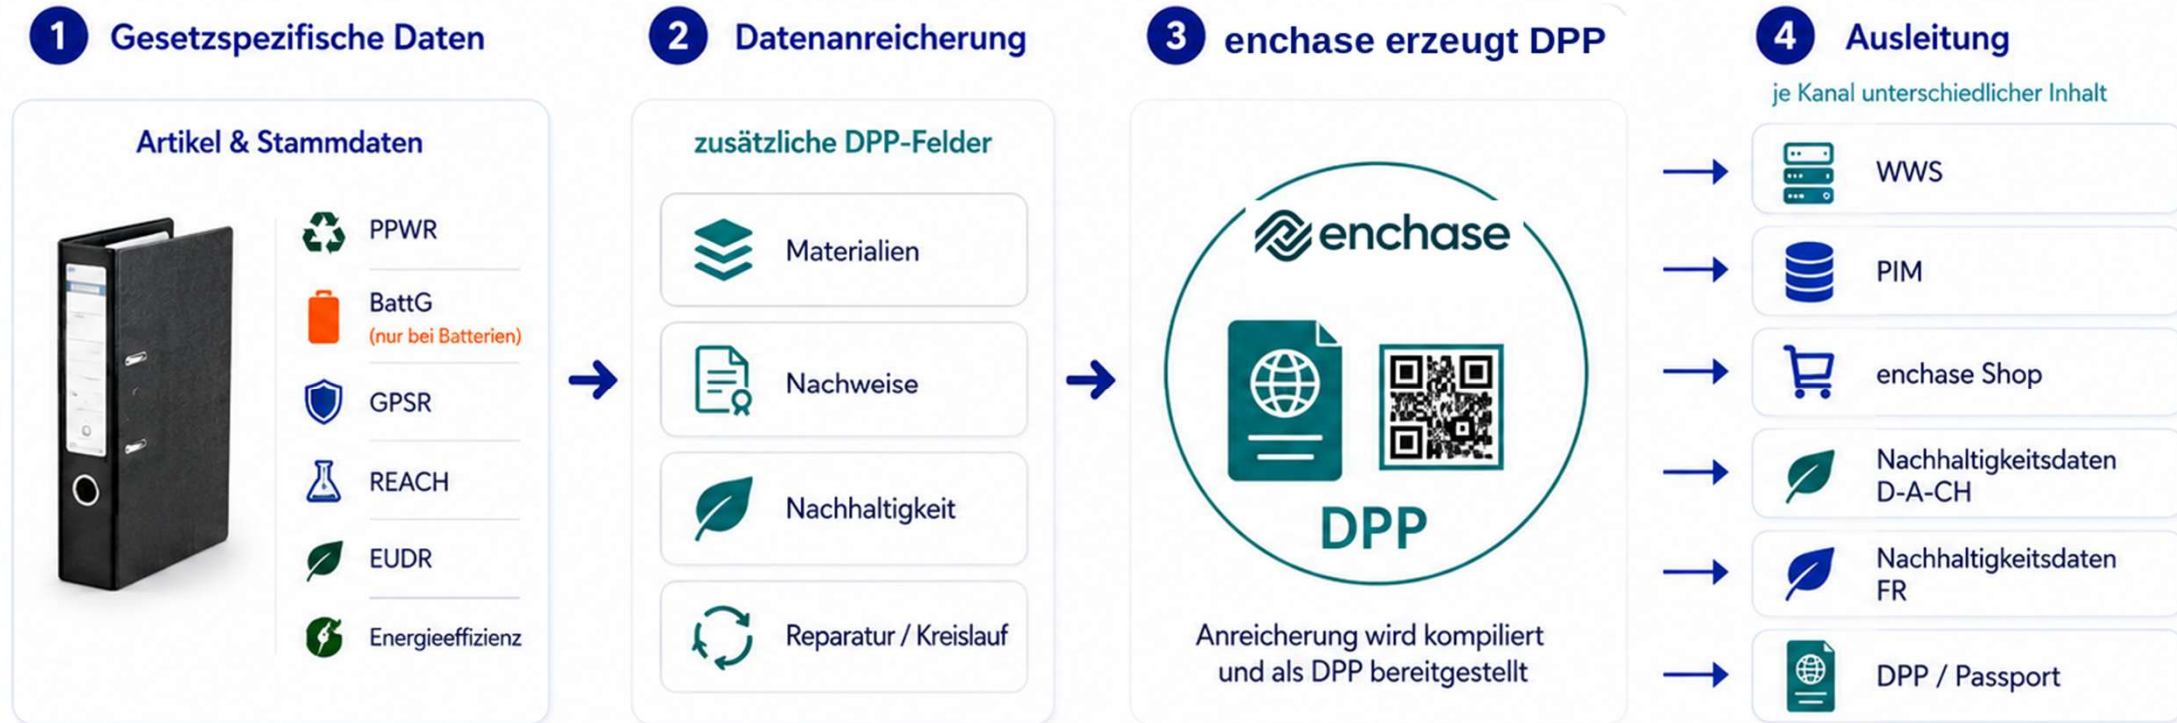 1 Gesetzspezifische Daten
Artikel & Stammdaten
PPWR
BattG
(nur bei Batterien)
GPSR
REACH
EUDR
Energieeffizienz
2 Datenanreicherung
zusätzliche DPP-Felder
Materialien
Nachweise
Nachhaltigkeit
Reparatur / Kreislauf
3 enchase erzeugt DPP
enchase
DPP
Anreicherung wird kompiliert
und als DPP bereitgestellt
4 Ausleitung
je Kanal unterschiedlicher Inhalt
WWS
PIM
enchase Shop
Nachhaltigkeitsdaten
D-A-CH
Nachhaltigkeitsdaten
FR
DPP / Passport